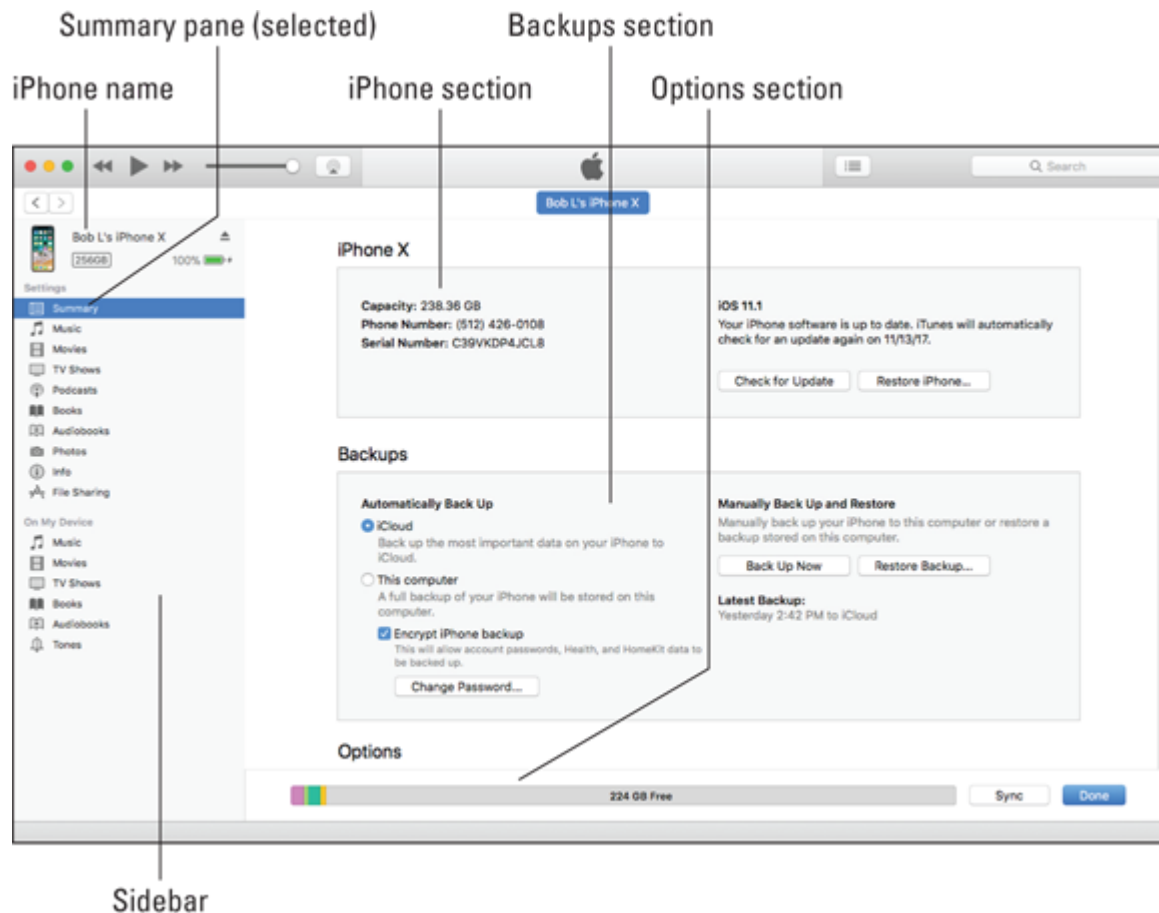 Summary pane (selected)
Backups section
iPhone name
iPhone section
Options section
Search
Bob L's iPhone X
Bob L's iPhone X
256GB
100%
Settings
Summary
Music
Movies
TV Shows
Podcasts
Books
Audiobooks
Photos
Info
File Sharing
On My Device
Music
Movies
TV Shows
Books
Audiobooks
Tones
iPhone X
Capacity: 238.36 GB
Phone Number: (512) 426-0108
Serial Number: C39VKDP4JCL8
iOS 11.1
Your iPhone software is up to date. iTunes will automatically
check for an update again on 11/13/17.
Check for Update
Restore iPhone...
Backups
Automatically Back Up
iCloud
Back up the most important data on your iPhone to
iCloud.
This computer
A full backup of your iPhone will be stored on this
computer.
Encrypt iPhone backup
This will allow account passwords, Health, and HomeKit data to
be backed up.
Change Password...
Manually Back Up and Restore
Manually back up your iPhone to this computer or restore a
backup stored on this computer.
Back Up Now
Restore Backup...
Latest Backup:
Yesterday 2:42 PM to iCloud
Options
224 GB Free
Sync
Done
Sidebar